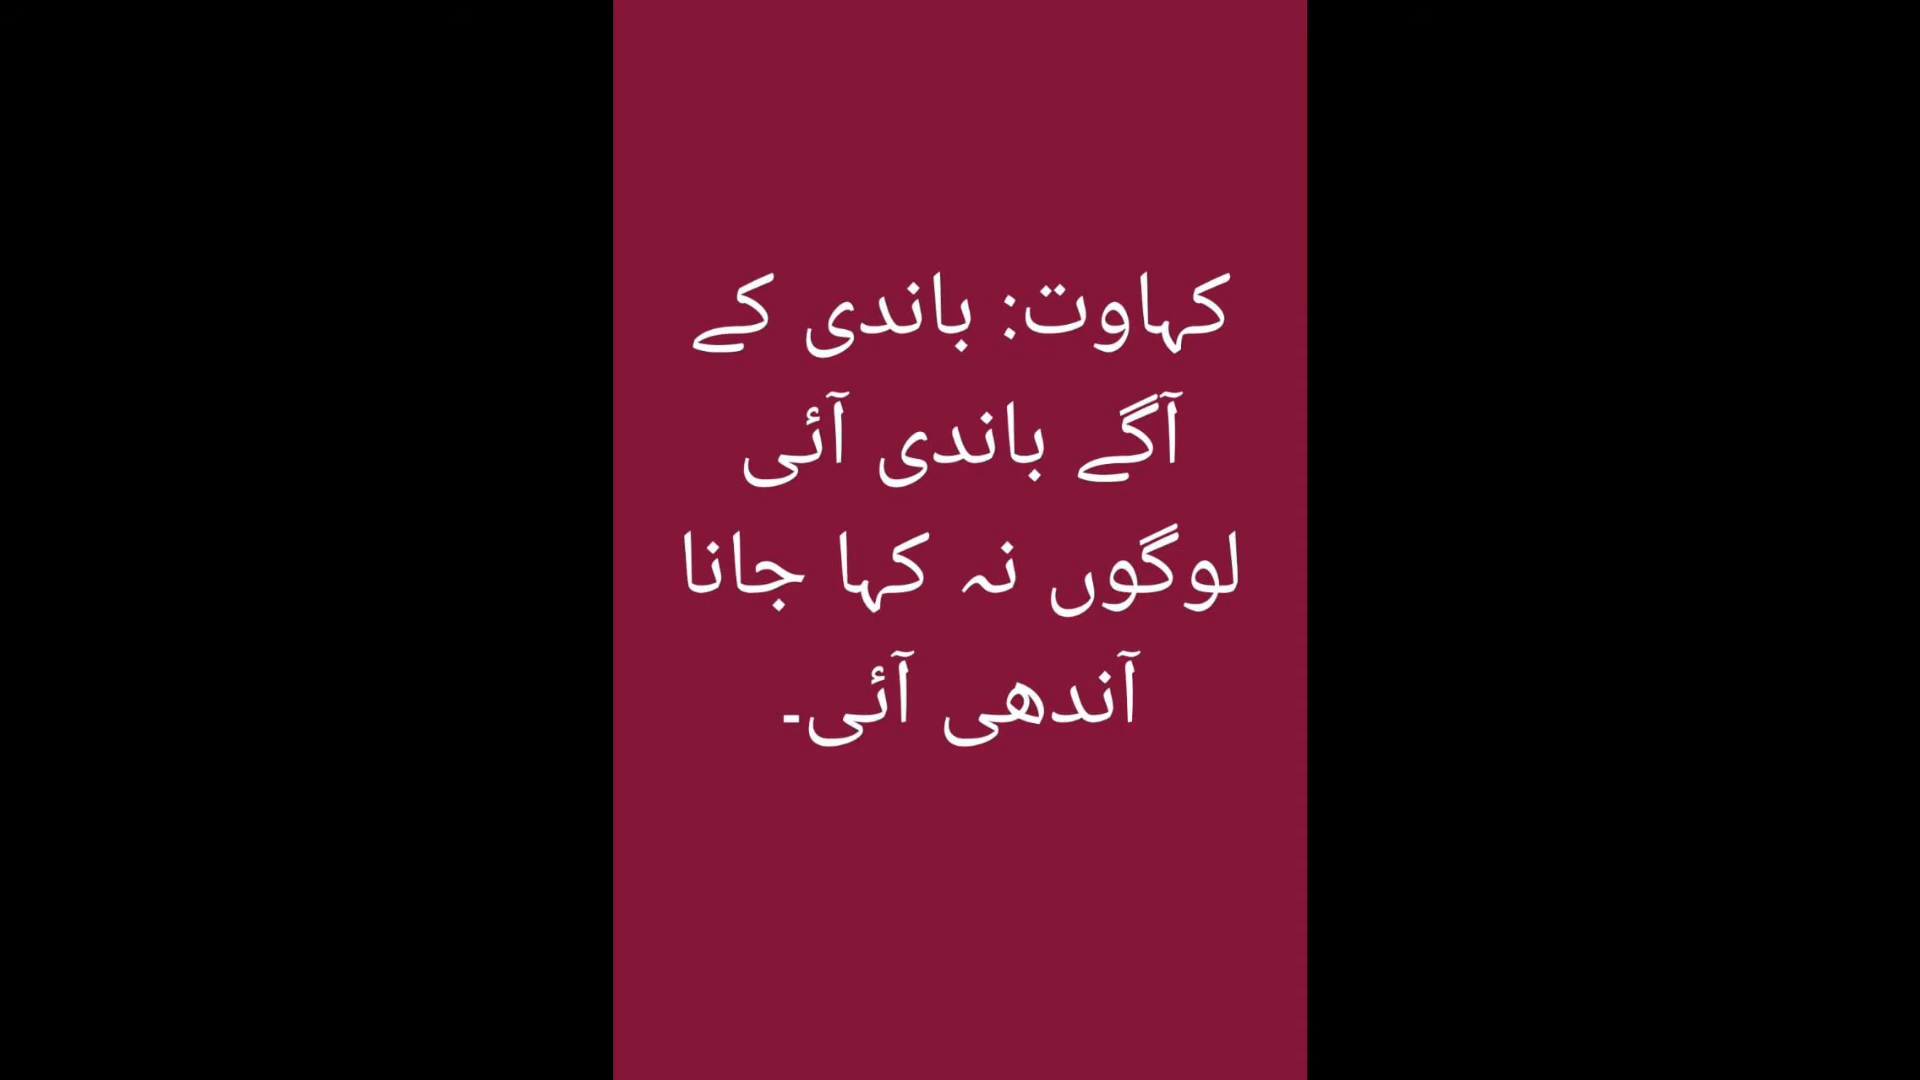 کہاوت: باندی کے
آگے باندی آئی
لوگوں نہ کہا جانا
آندھی آئی۔